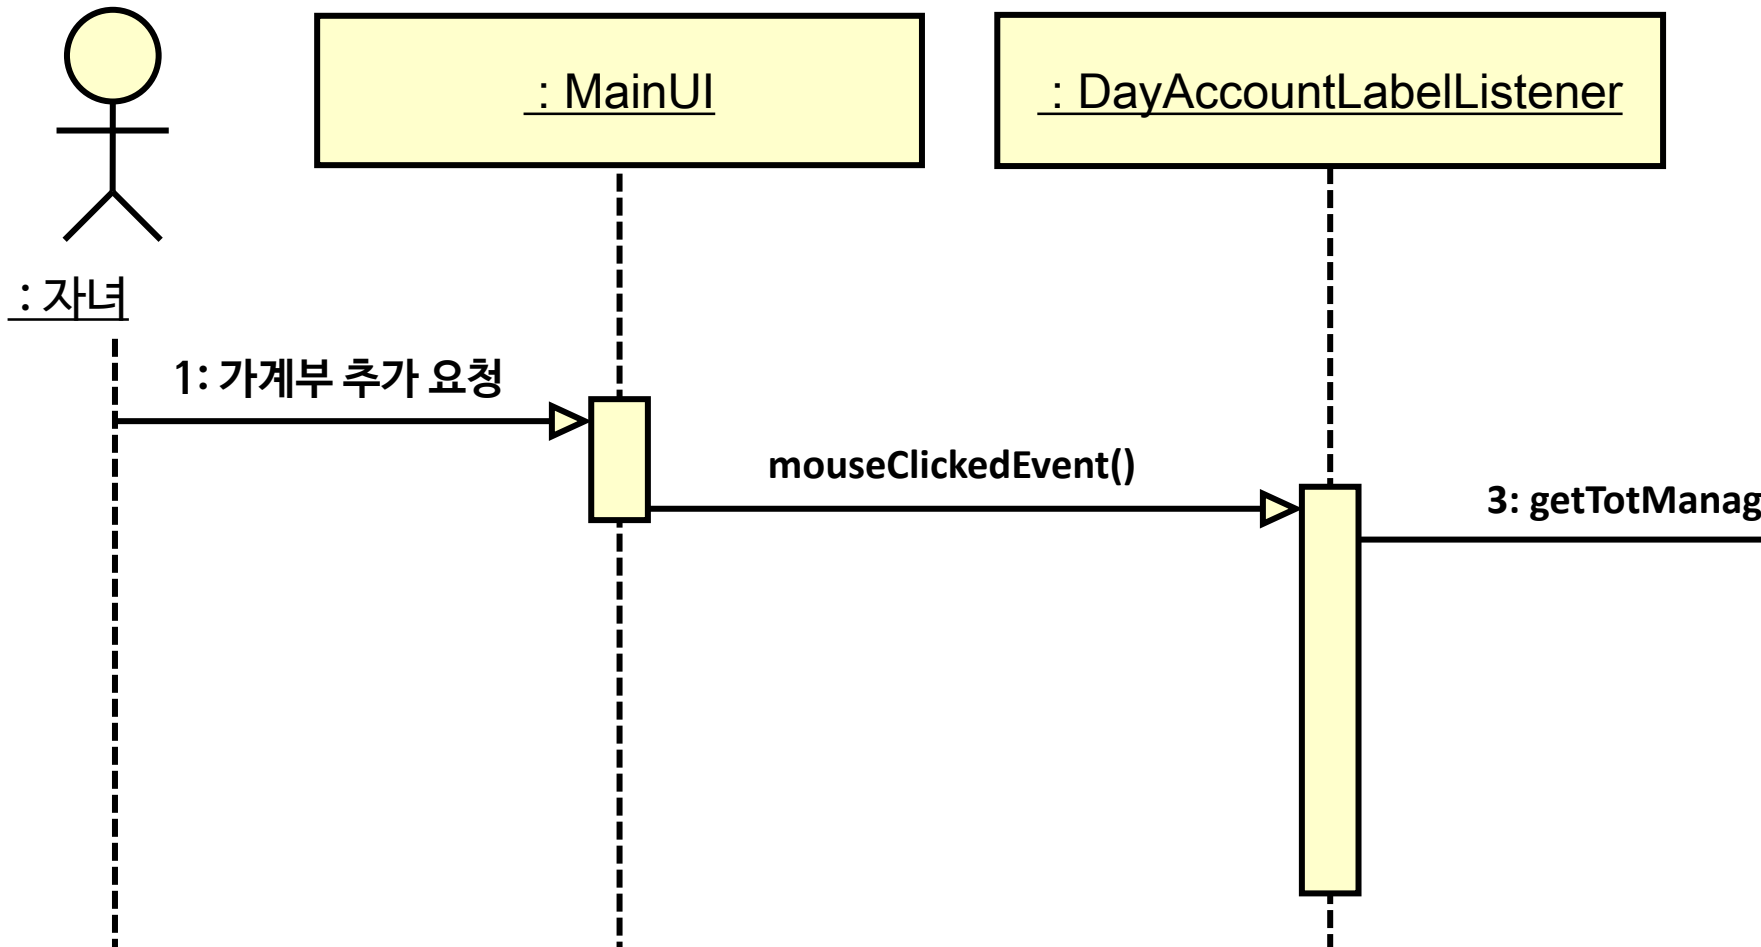 : MainUI
: DayAccountLabelListener
: 자녀
1: 가계부 추가 요청
mouseClickedEvent()
3: getTotManag